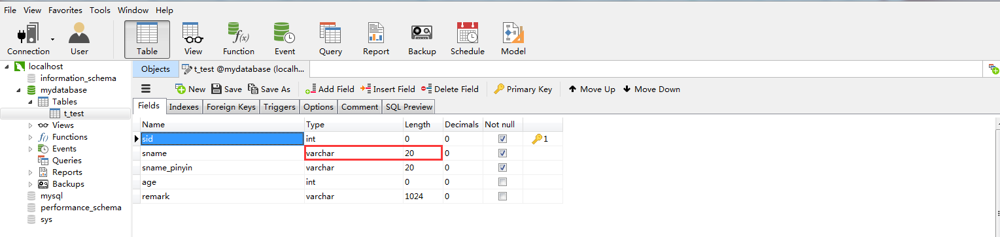 File View Favorites Tools Window Help
Connection User Table View Function Event Query Report Backup Schedule Model
localhost
information_schema
mydatabase
Tables
t_test
Views
Functions
Events
Queries
Reports
Backups
mysql
performance_schema
sys
Objects t_test @mydatabase (localh...
New Save Save As Add Field Insert Field Delete Field Primary Key Move Up Move Down
Fields Indexes Foreign Keys Triggers Options Comment SQL Preview
Name Type Length Decimals Not null
sid int 0 0 1
sname varchar 20 0
sname_pinyin varchar 20 0
age int 0 0
remark varchar 1024 0